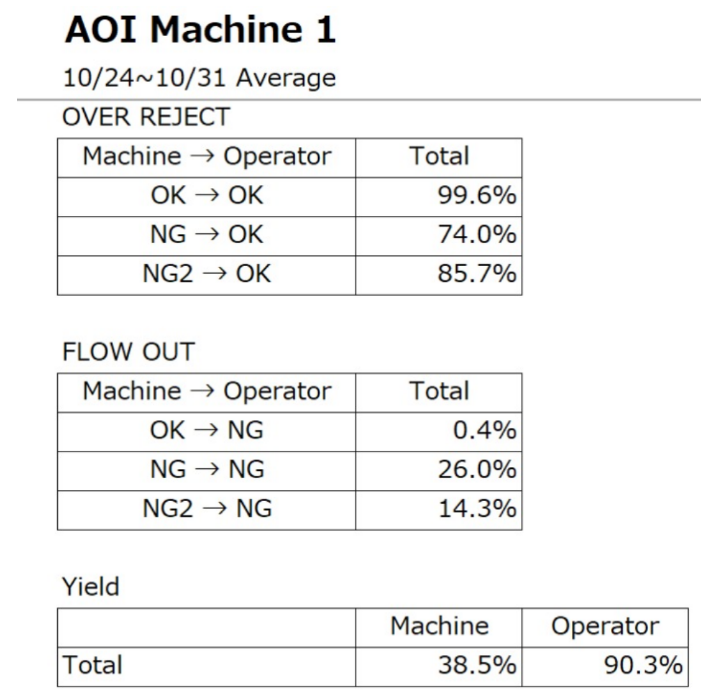 AOI Machine 1
10/24~10/31 Average
OVER REJECT
Machine → Operator Total
OK → OK 99.6%
NG → OK 74.0%
NG2 → OK 85.7%
FLOW OUT
Machine → Operator Total
OK → NG 0.4%
NG → NG 26.0%
NG2 → NG 14.3%
Yield
Machine Operator
Total 38.5% 90.3%